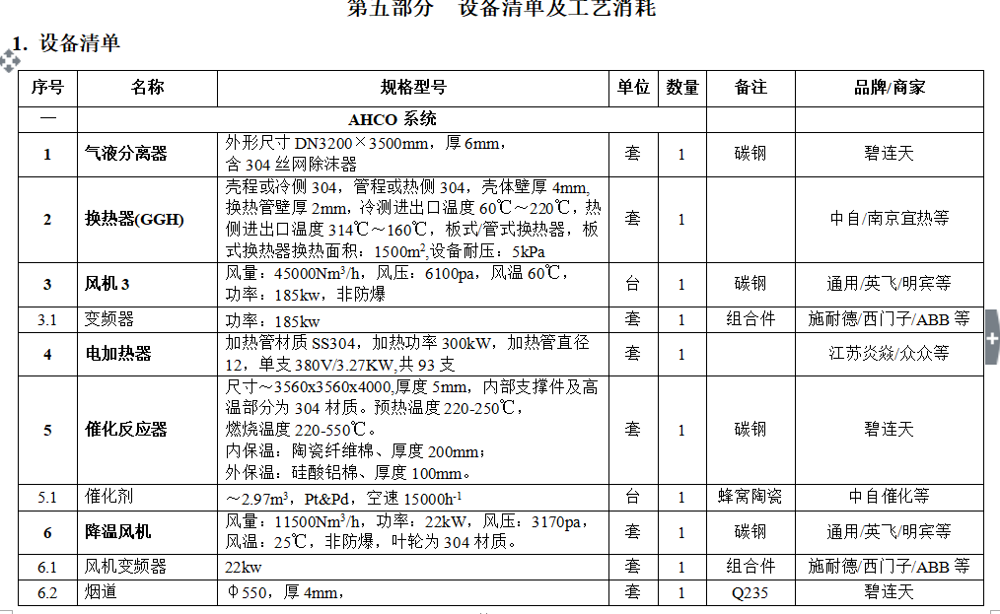 第五部分 设备清单及工艺消耗
1. 设备清单
序号 名称 规格型号 单位 数量 备注 品牌/商家
一 AHCO 系统
1 气液分离器 外形尺寸 DN3200×3500mm，厚 6mm，
含 304 丝网除沫器 套 1 碳钢 碧连天
2 换热器(GGH) 壳程或冷侧 304，管程或热侧 304，壳体壁厚 4mm,
换热管壁厚 2mm，冷测进出口温度 60℃～220℃，热
侧进出口温度 314℃～160℃，板式/管式换热器，板
式换热器换热面积：1500m²,设备耐压：5kPa 套 1 中自/南京宜热等
3 风机 3 风量：45000Nm³/h，风压：6100pa，风温 60℃，
功率：185kw，非防爆 台 1 碳钢 通用/英飞/明宾等
3.1 变频器 功率：185kw 套 1 组合件 施耐德/西门子/ABB 等
4 电加热器 加热管材质 SS304，加热功率 300kW，加热管直径
12，单支 380V/3.27KW,共 93 支 套 1 江苏炎焱/众众等
5 催化反应器 尺寸～3560x3560x4000,厚度 5mm，内部支撑件及高
温部分为 304 材质。预热温度 220-250℃，
燃烧温度 220-550℃。
内保温：陶瓷纤维棉、厚度 200mm；
外保温：硅酸铝棉、厚度 100mm。 套 1 碳钢 碧连天
5.1 催化剂 ～2.97m³，Pt&Pd，空速 15000h⁻¹ 台 1 蜂窝陶瓷 中自催化等
6 降温风机 风量：11500Nm³/h，功率：22kW，风压：3170pa，
风温：25℃，非防爆，叶轮为 304 材质。 套 1 碳钢 通用/英飞/明宾等
6.1 风机变频器 22kw 套 1 组合件 施耐德/西门子/ABB 等
6.2 烟道 φ550，厚 4mm， 套 1 Q235 碧连天